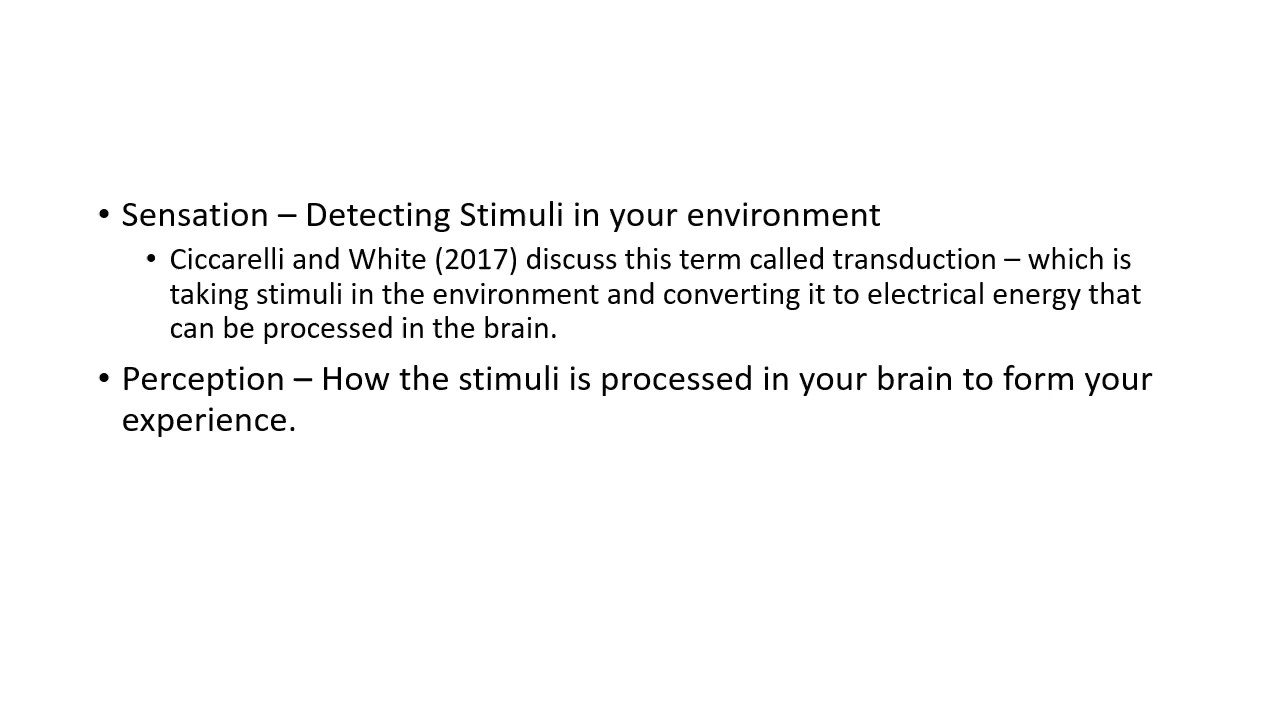 • Sensation – Detecting Stimuli in your environment
• Ciccarelli and White (2017) discuss this term called transduction – which is
taking stimuli in the environment and converting it to electrical energy that
can be processed in the brain.
• Perception – How the stimuli is processed in your brain to form your
experience.